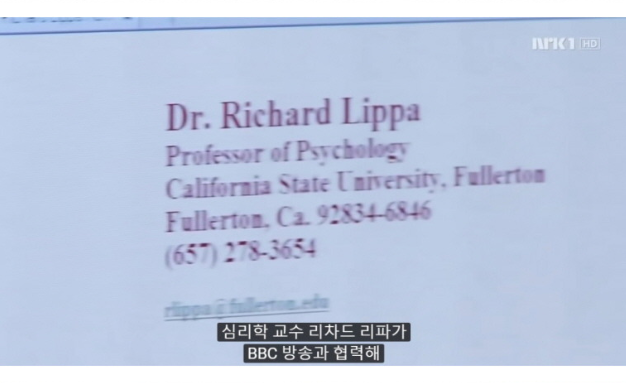 nrk1 HD
Dr. Richard Lippa
Professor of Psychology
California State University, Fullerton
Fullerton, Ca. 92834-6846
(657) 278-3654
rlippa@fullerton.edu
심리학 교수 리차드 리파가
BBC 방송과 협력해